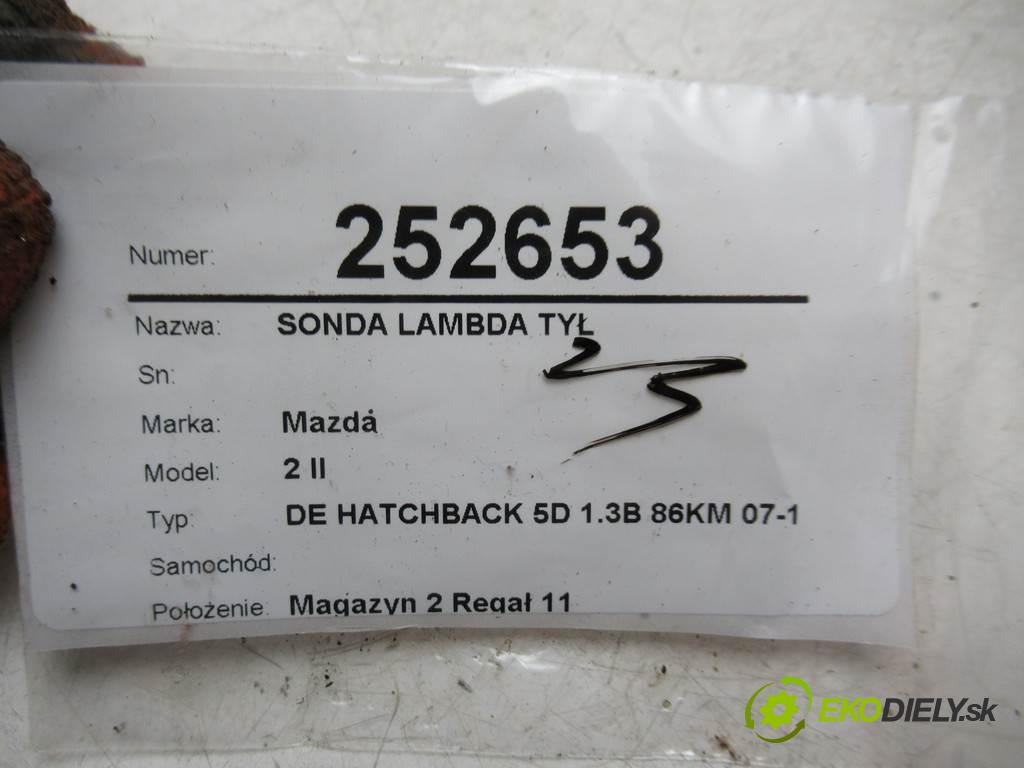 Numer: 252653
Nazwa: SONDA LAMBDA TYŁ
Sn:
Marka: Mazda
Model: 2 II
Typ: DE HATCHBACK 5D 1.3B 86KM 07-1
Samochód:
Położenie: Magazyn 2 Regał 11
EKODIELY.sk